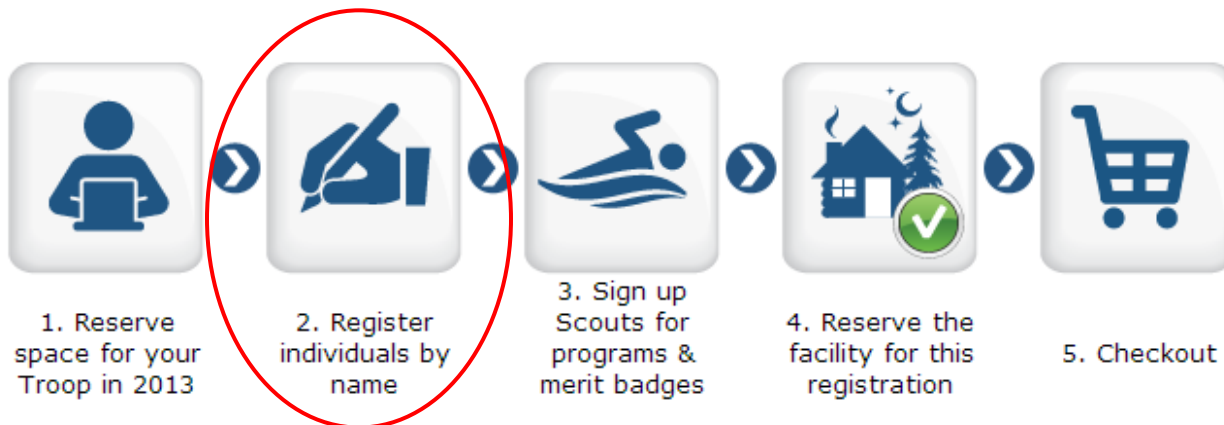 1. Reserve
space for your
Troop in 2013
2. Register
individuals by
name
3. Sign up
Scouts for
programs &
merit badges
4. Reserve the
facility for this
registration
5. Checkout